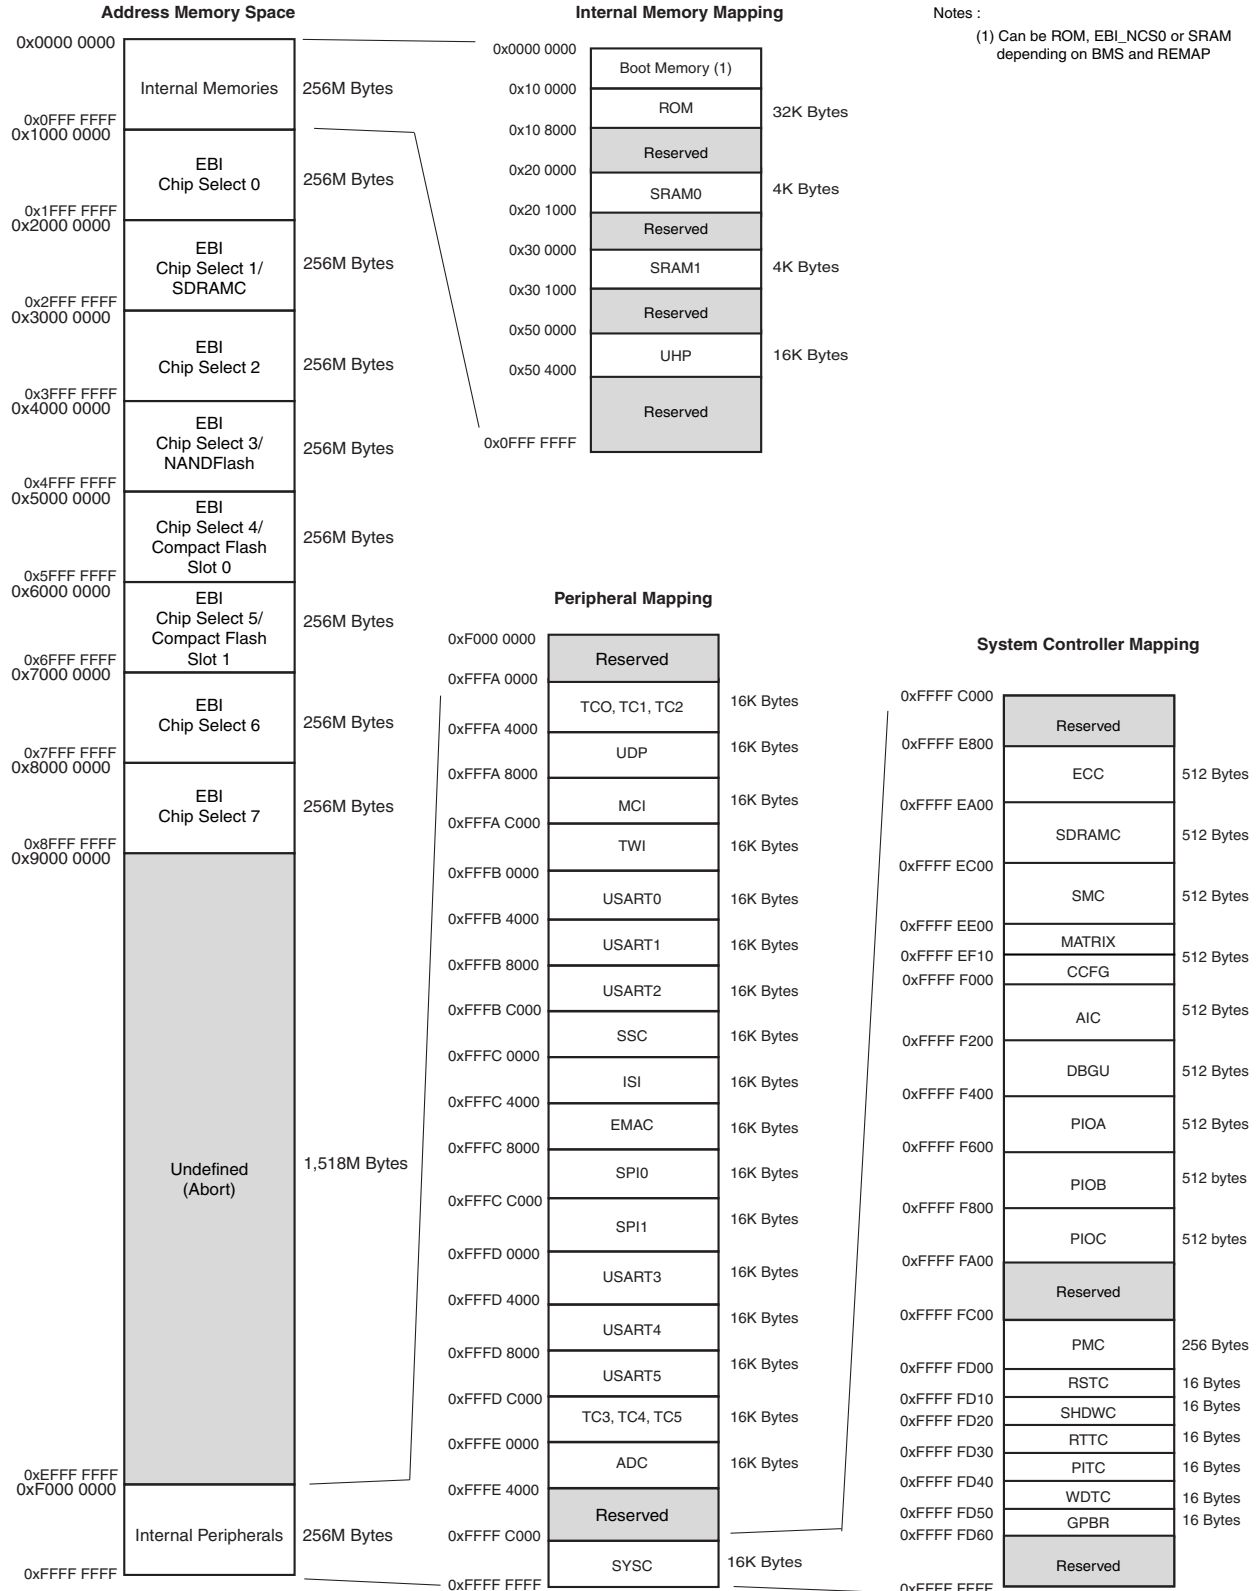 Address Memory Space
0x0000 0000
Internal Memories
256M Bytes
0x0FFF FFFF
0x1000 0000
EBI
Chip Select 0
256M Bytes
0x1FFF FFFF
0x2000 0000
EBI
Chip Select 1/
SDRAMC
256M Bytes
0x2FFF FFFF
0x3000 0000
EBI
Chip Select 2
256M Bytes
0x3FFF FFFF
0x4000 0000
EBI
Chip Select 3/
NANDFlash
256M Bytes
0x4FFF FFFF
0x5000 0000
EBI
Chip Select 4/
Compact Flash
Slot 0
256M Bytes
0x5FFF FFFF
0x6000 0000
EBI
Chip Select 5/
Compact Flash
Slot 1
256M Bytes
0x6FFF FFFF
0x7000 0000
EBI
Chip Select 6
256M Bytes
0x7FFF FFFF
0x8000 0000
EBI
Chip Select 7
256M Bytes
0x8FFF FFFF
0x9000 0000
Undefined
(Abort)
1,518M Bytes
0xEFFF FFFF
0xF000 0000
Internal Peripherals
256M Bytes
0xFFFF FFFF
Internal Memory Mapping
0x0000 0000
Boot Memory (1)
0x10 0000
ROM
32K Bytes
0x10 8000
Reserved
0x20 0000
SRAM0
4K Bytes
0x20 1000
Reserved
0x30 0000
SRAM1
4K Bytes
0x30 1000
Reserved
0x50 0000
UHP
16K Bytes
0x50 4000
Reserved
0x0FFF FFFF
Notes :
(1) Can be ROM, EBI_NCS0 or SRAM
depending on BMS and REMAP
Peripheral Mapping
0xF000 0000
Reserved
0xFFFA 0000
TCO, TC1, TC2
16K Bytes
0xFFFA 4000
UDP
16K Bytes
0xFFFA 8000
MCI
16K Bytes
0xFFFA C000
TWI
16K Bytes
0xFFFB 0000
USART0
16K Bytes
0xFFFB 4000
USART1
16K Bytes
0xFFFB 8000
USART2
16K Bytes
0xFFFB C000
SSC
16K Bytes
0xFFFC 0000
ISI
16K Bytes
0xFFFC 4000
EMAC
16K Bytes
0xFFFC 8000
SPI0
16K Bytes
0xFFFC C000
SPI1
16K Bytes
0xFFFD 0000
USART3
16K Bytes
0xFFFD 4000
USART4
16K Bytes
0xFFFD 8000
USART5
16K Bytes
0xFFFD C000
TC3, TC4, TC5
16K Bytes
0xFFFE 0000
ADC
16K Bytes
0xFFFE 4000
Reserved
0xFFFF C000
SYSC
16K Bytes
0xFFFF FFFF
System Controller Mapping
0xFFFF C000
Reserved
0xFFFF E800
ECC
512 Bytes
0xFFFF EA00
SDRAMC
512 Bytes
0xFFFF EC00
SMC
512 Bytes
0xFFFF EE00
MATRIX
512 Bytes
0xFFFF EF10
CCFG
0xFFFF F000
AIC
512 Bytes
0xFFFF F200
DBGU
512 Bytes
0xFFFF F400
PIOA
512 Bytes
0xFFFF F600
PIOB
512 bytes
0xFFFF F800
PIOC
512 bytes
0xFFFF FA00
Reserved
0xFFFF FC00
PMC
256 Bytes
0xFFFF FD00
RSTC
16 Bytes
0xFFFF FD10
SHDWC
16 Bytes
0xFFFF FD20
RTTC
16 Bytes
0xFFFF FD30
PITC
16 Bytes
0xFFFF FD40
WDTC
16 Bytes
0xFFFF FD50
GPBR
16 Bytes
0xFFFF FD60
Reserved
0xFFFF FFFF